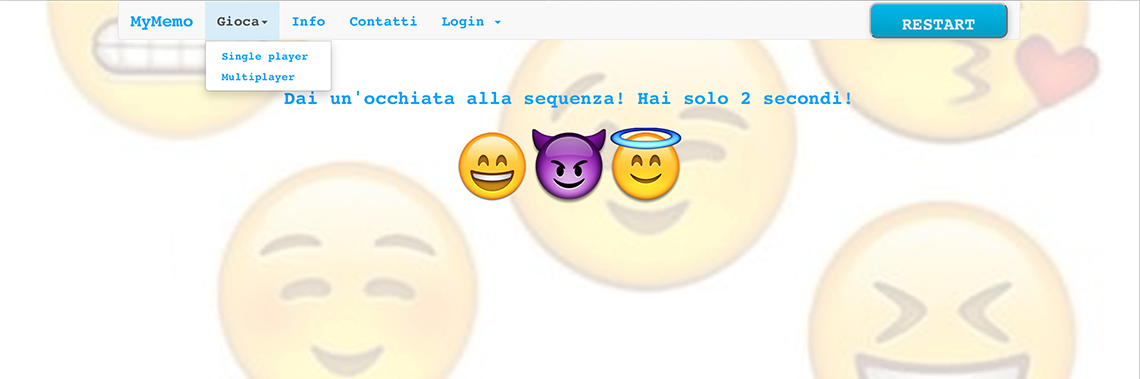 MyMemo Gioca Info Contatti Login RESTART
Single player
Multiplayer
Dai un'occhiata alla sequenza! Hai solo 2 secondi!